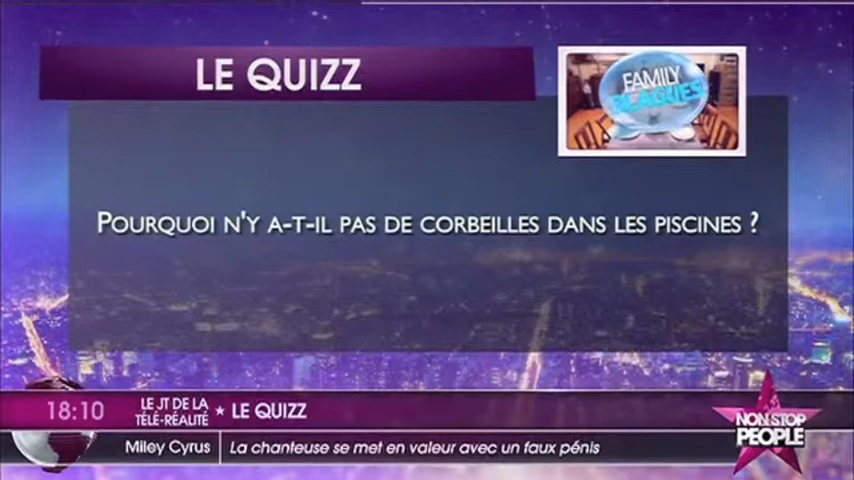 LE QUIZZ
FAMILY
BLAGUES
POURQUOI N'Y A-T-IL PAS DE CORBEILLES DANS LES PISCINES ?
18:10
LE JT DE LA
TÉLÉ-RÉALITÉ
★ LE QUIZZ
NON STOP
PEOPLE
Miley Cyrus
La chanteuse se met en valeur avec un faux pénis